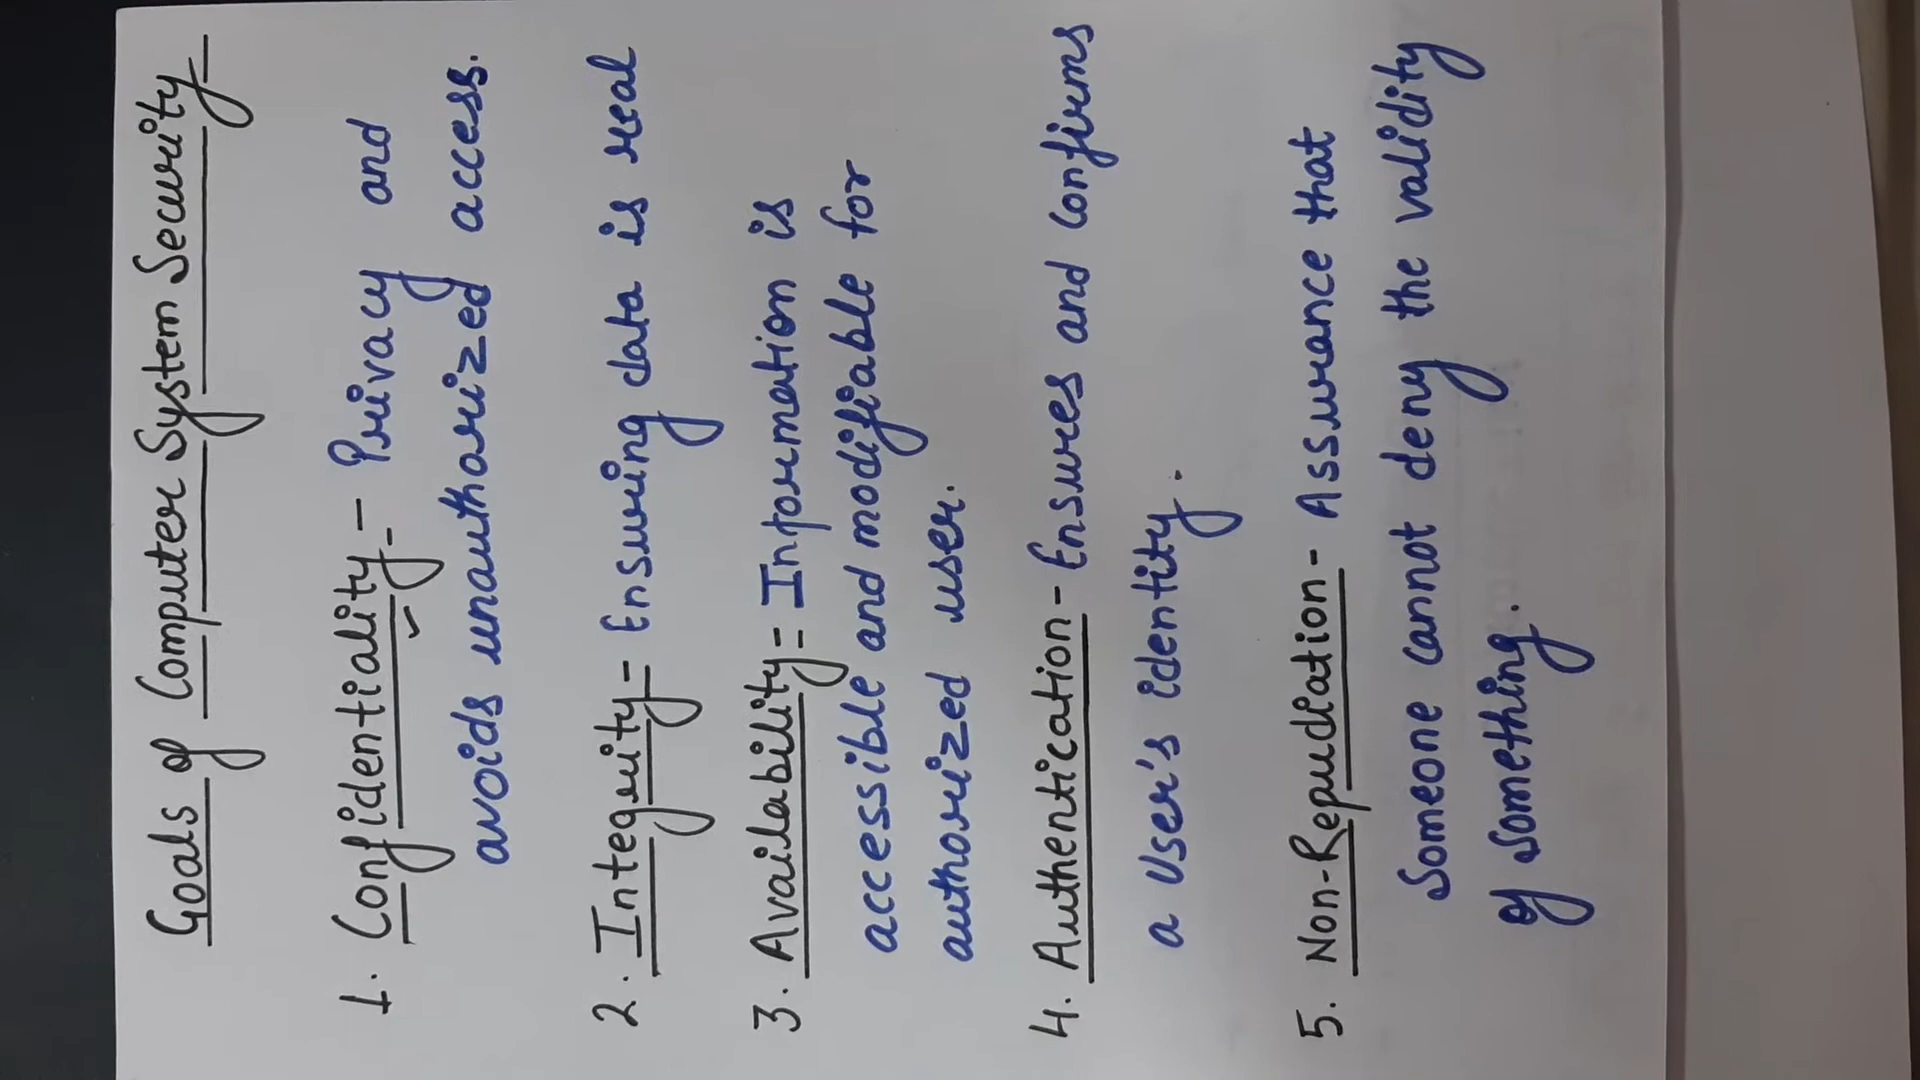 Goals of Computer System Security
1. Confidentiality - Privacy and
avoids unauthorized access.
2. Integrity = Ensuring data is real
3. Availability = Information is
accessible and modifiable for
authorized user.
4. Authentication - Ensures and confirms
a User's identity.
5. Non-Repudiation - Assurance that
Someone cannot deny the validity
of something.